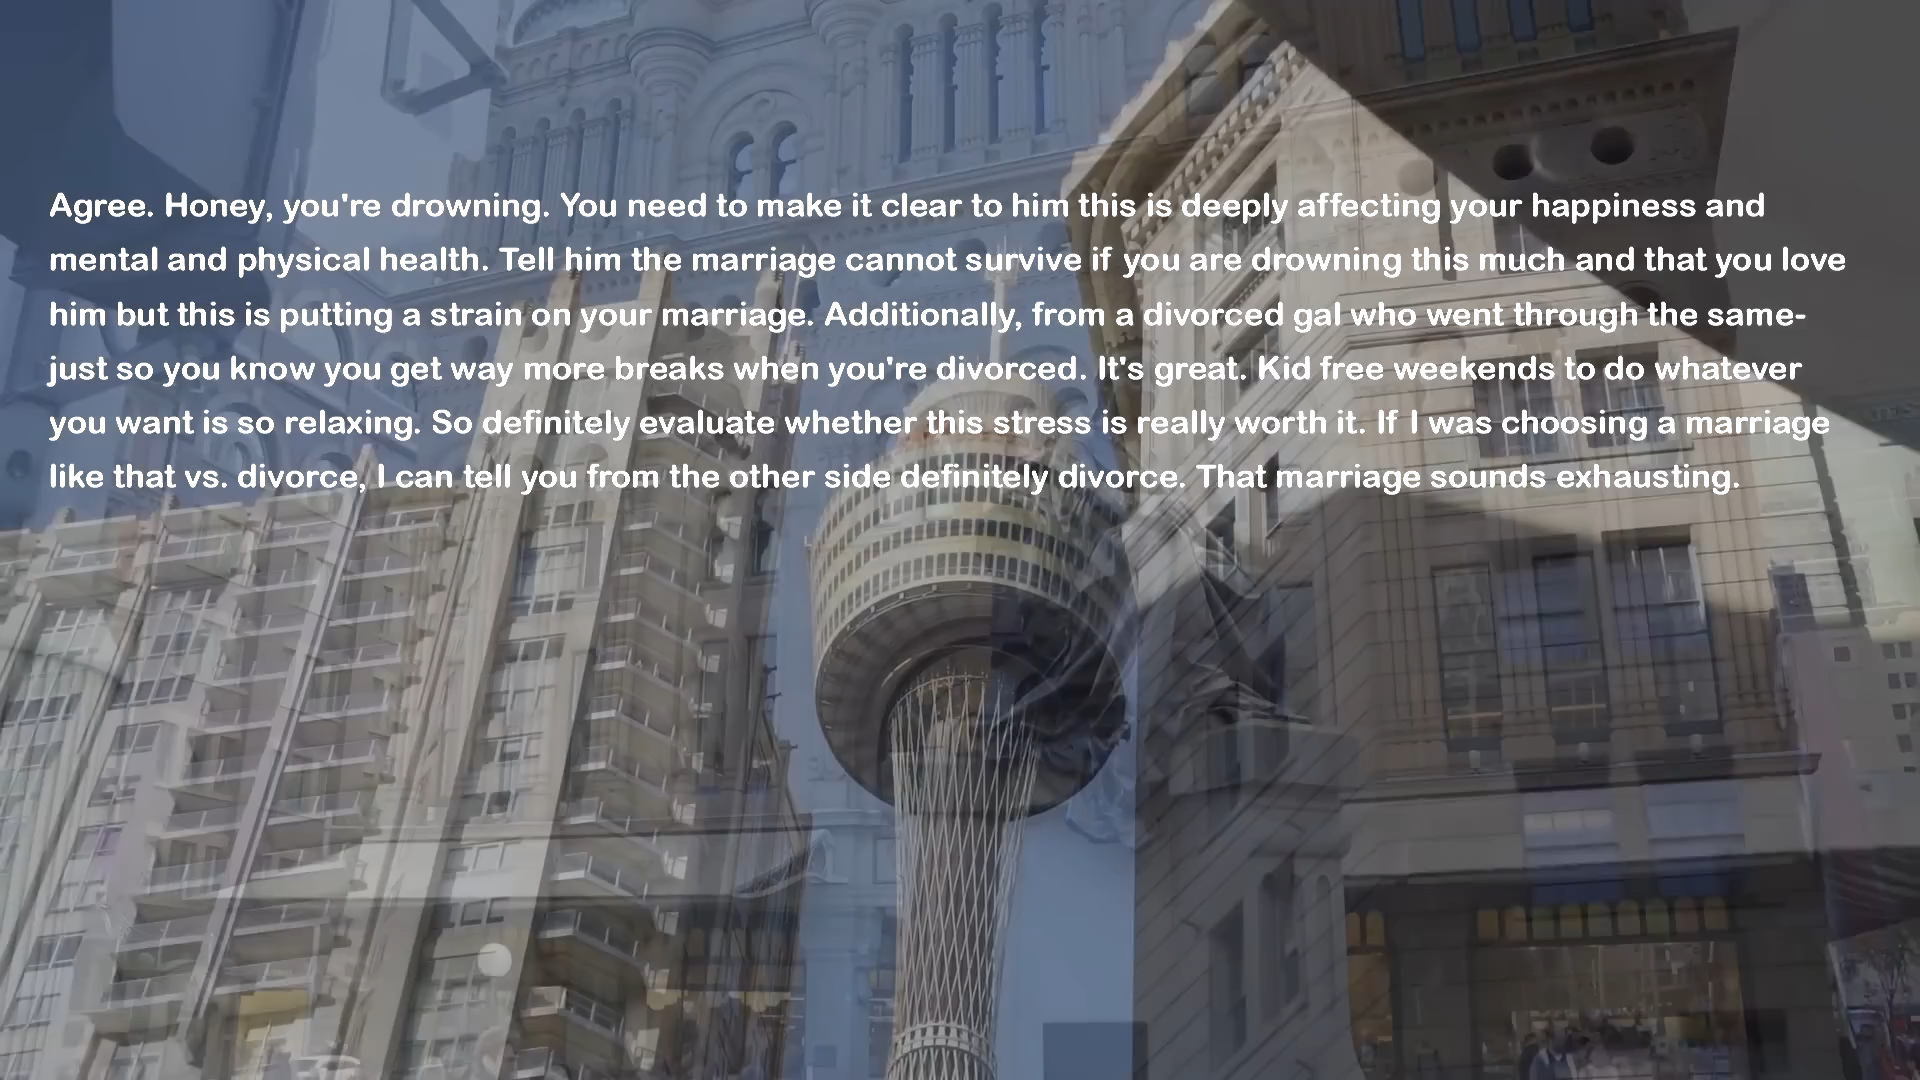 Agree. Honey, you're drowning. You need to make it clear to him this is deeply affecting your happiness and
mental and physical health. Tell him the marriage cannot survive if you are drowning this much and that you love
him but this is putting a strain on your marriage. Additionally, from a divorced gal who went through the same-
just so you know you get way more breaks when you're divorced. It's great. Kid free weekends to do whatever
you want is so relaxing. So definitely evaluate whether this stress is really worth it. If I was choosing a marriage
like that vs. divorce, I can tell you from the other side definitely divorce. That marriage sounds exhausting.